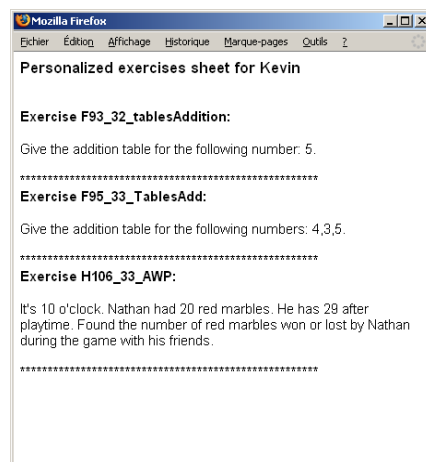 Mozilla Firefox
Fichier Édition Affichage Historique Marque-pages Outils ?
Personalized exercises sheet for Kevin
Exercise F93_32_tablesAddition:
Give the addition table for the following number: 5.
******************************************************
Exercise F95_33_TablesAdd:
Give the addition table for the following numbers: 4,3,5.
******************************************************
Exercise H106_33_AWP:
It's 10 o'clock. Nathan had 20 red marbles. He has 29 after
playtime. Found the number of red marbles won or lost by Nathan
during the game with his friends.
******************************************************